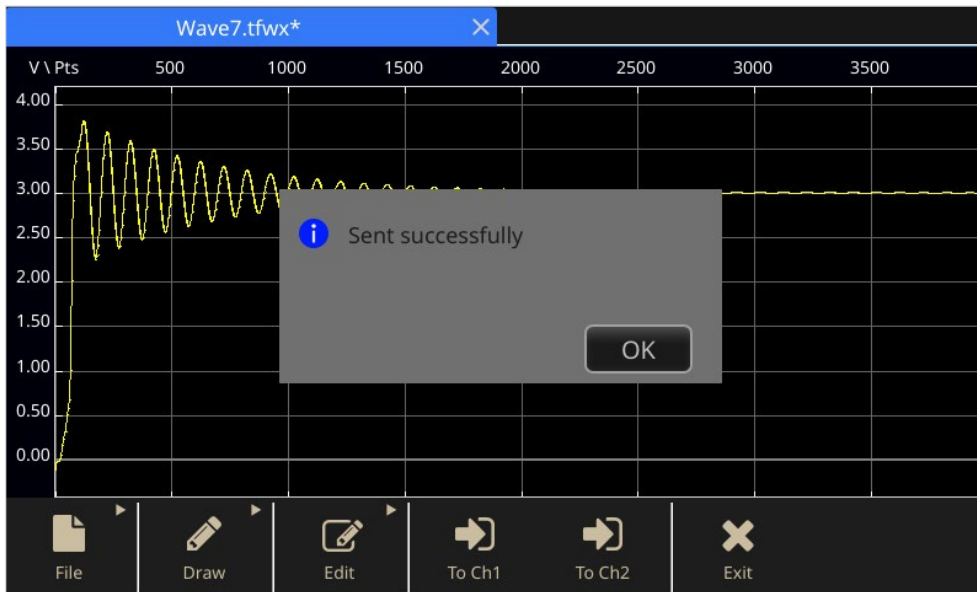 Wave7.tfwx*
V \ Pts 500 1000 1500 2000 2500 3000 3500
4.00
3.50
3.00
2.50
2.00
1.50
1.00
0.50
0.00
i Sent successfully
OK
File Draw Edit To Ch1 To Ch2 Exit